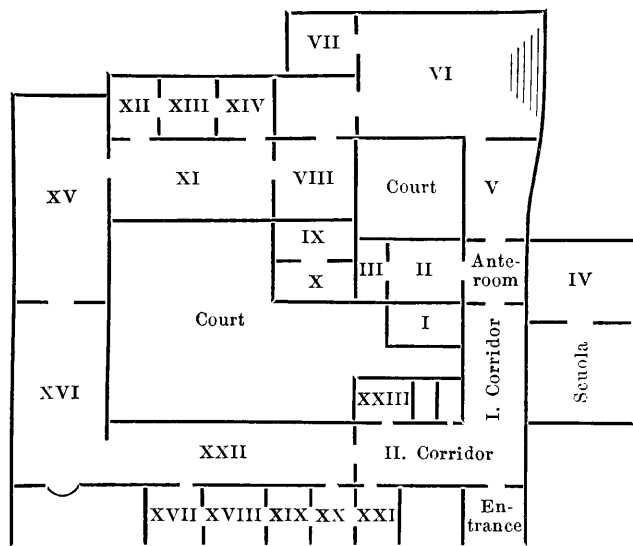 VII
VI
XII XIII XIV
XV
XI
VIII
Court
V
IX
X
III
II
Ante-
room
IV
Court
I
I. Corridor
Scuola
XVI
XXIII
XXII
II. Corridor
XVII XVIII XIX XX XXI
En-
trance